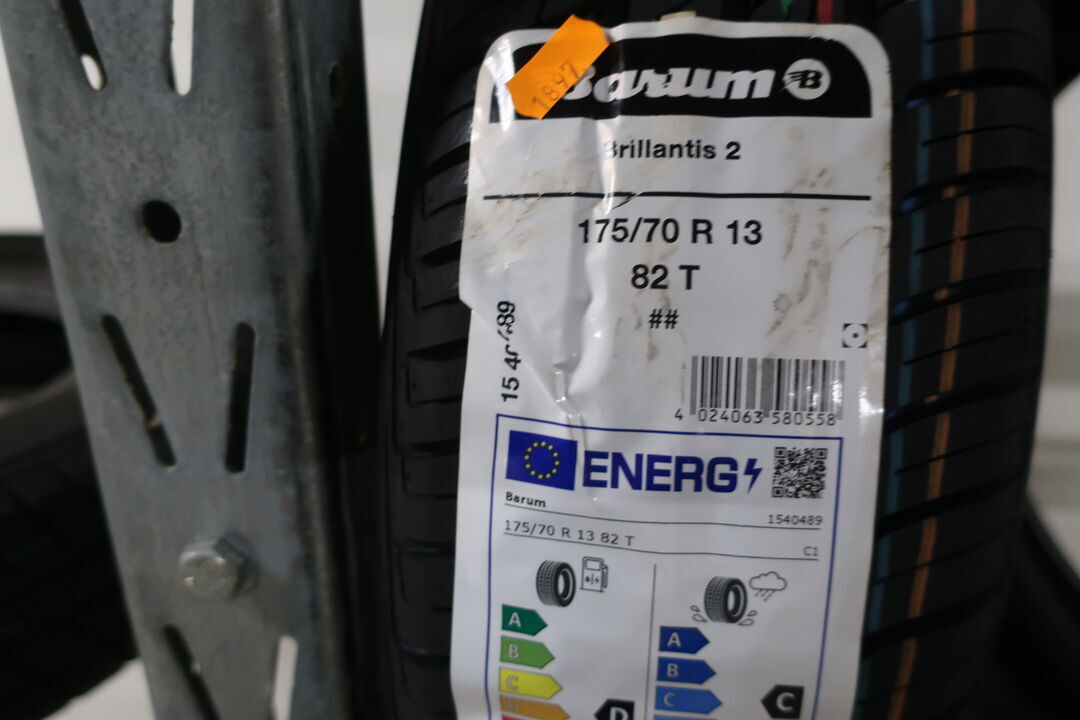 1897
Barum B
Brillantis 2
175/70 R 13
82 T
##
4 024063 580558
ENERG
Barum
1540489
175/70 R 13 82 T
C1
A
B
C
D
D
A
B
C
C